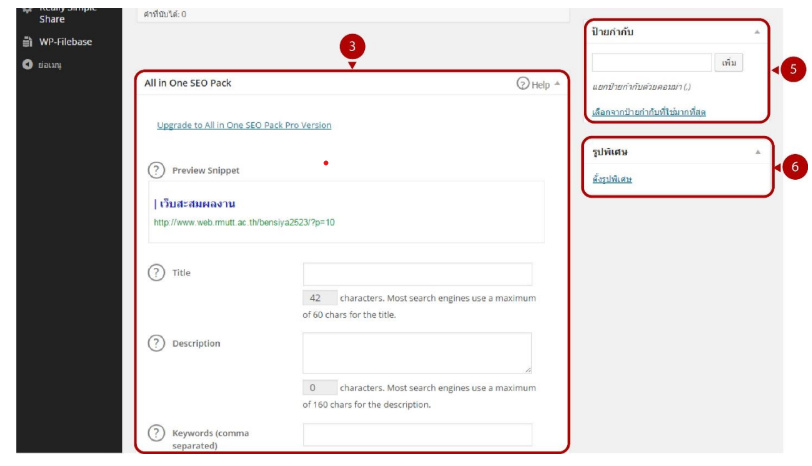 Really Simple
Share
WP-Filebase
ย่อเมนู
คำที่นับได้: 0
3
All in One SEO Pack
? Help
Upgrade to All in One SEO Pack Pro Version
? Preview Snippet
| เว็บสะสมผลงาน
http://www.web.rmutt.ac.th/bensiya2523/?p=10
? Title
42 characters. Most search engines use a maximum
of 60 chars for the title.
? Description
0 characters. Most search engines use a maximum
of 160 chars for the description.
? Keywords (comma
separated)
ป้ายกำกับ
เพิ่ม
5
แยกป้ายกำกับด้วยคอมมา (,)
เลือกจากป้ายกำกับที่ใช้มากที่สุด
รูปพิเศษ
6
ตั้งรูปพิเศษ